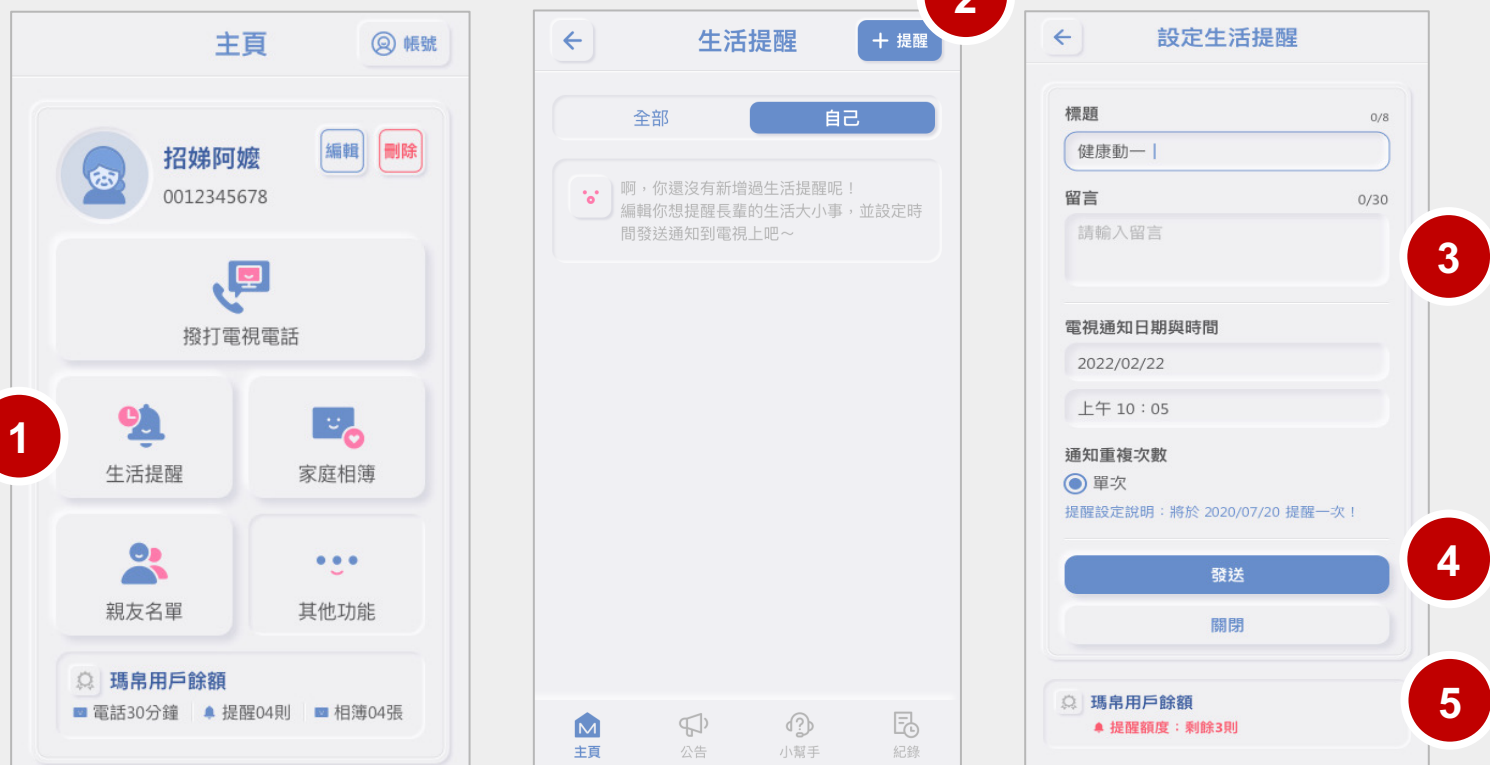 主頁
帳號
招娣阿嬤
編輯
刪除
0012345678
撥打電視電話
1
生活提醒
家庭相簿
親友名單
其他功能
瑪帛用戶餘額
電話30分鐘
提醒04則
相簿04張
2
生活提醒
+ 提醒
全部
自己
啊，你還沒有新增過生活提醒呢！
編輯你想提醒長輩的生活大小事，並設定時
間發送通知到電視上吧～
主頁
公告
小幫手
紀錄
設定生活提醒
標題
0/8
健康動一
留言
0/30
請輸入留言
3
電視通知日期與時間
2022/02/22
上午 10：05
通知重複次數
單次
提醒設定說明：將於 2020/07/20 提醒一次！
發送
4
關閉
瑪帛用戶餘額
提醒額度：剩餘3則
5